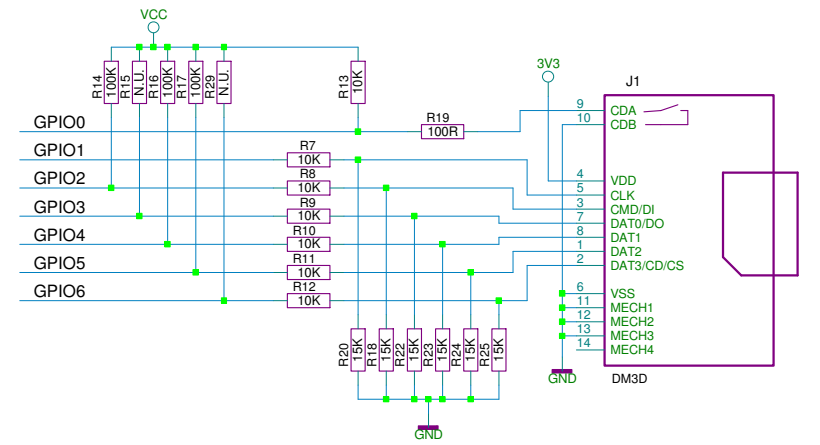 VCC
R14 100K
R15 N.U.
R16 100K
R17 100K
R29 N.U.
R13 10K
3V3
J1
GPIO0
R19
100R
9 CDA
10 CDB
GPIO1
R7
10K
GPIO2
R8
10K
GPIO3
R9
10K
GPIO4
R10
10K
GPIO5
R11
10K
GPIO6
R12
10K
4 VDD
5 CLK
3 CMD/DI
7 DAT0/DO
8 DAT1
1 DAT2
2 DAT3/CD/CS
6 VSS
11 MECH1
12 MECH2
13 MECH3
14 MECH4
R20 15K
R18 15K
R22 15K
R23 15K
R24 15K
R25 15K
GND
DM3D
GND